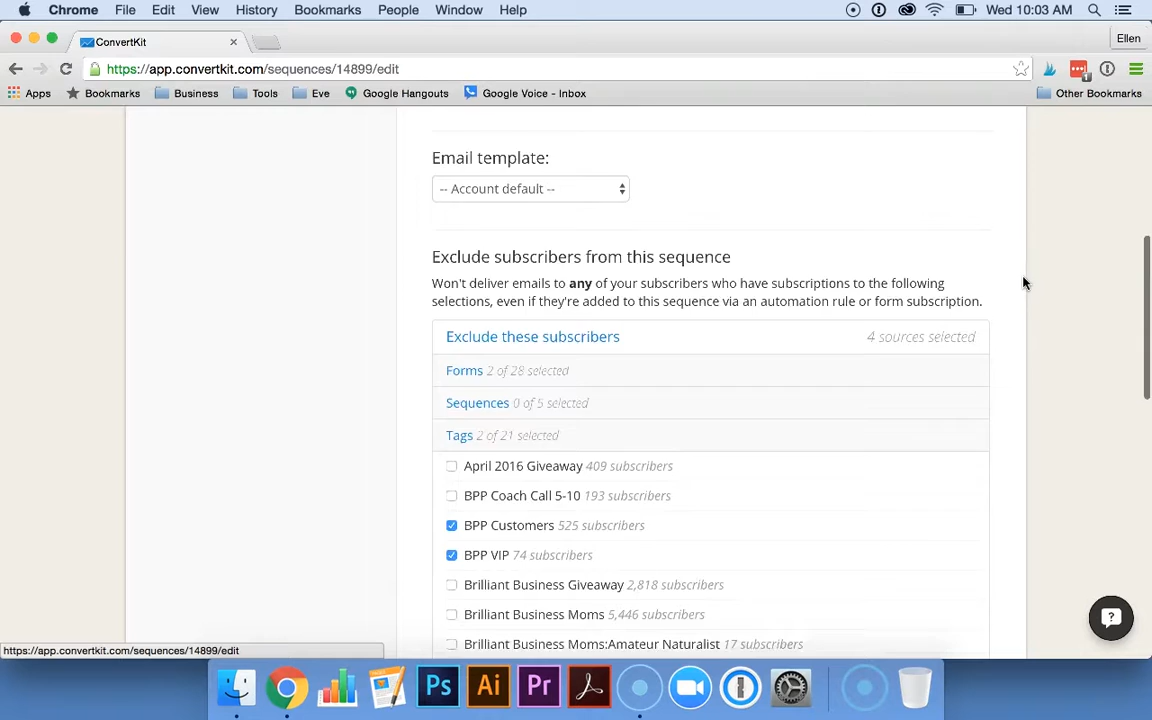 Chrome File Edit View History Bookmarks People Window Help Wed 10:03 AM
ConvertKit Ellen
https://app.convertkit.com/sequences/14899/edit
Apps Bookmarks Business Tools Eve Google Hangouts Google Voice - Inbox Other Bookmarks
Email template:
-- Account default --
Exclude subscribers from this sequence
Won't deliver emails to any of your subscribers who have subscriptions to the following
selections, even if they're added to this sequence via an automation rule or form subscription.
Exclude these subscribers 4 sources selected
Forms 2 of 28 selected
Sequences 0 of 5 selected
Tags 2 of 21 selected
April 2016 Giveaway 409 subscribers
BPP Coach Call 5-10 193 subscribers
BPP Customers 525 subscribers
BPP VIP 74 subscribers
Brilliant Business Giveaway 2,818 subscribers
Brilliant Business Moms 5,446 subscribers
Brilliant Business Moms:Amateur Naturalist 17 subscribers
https://app.convertkit.com/sequences/14899/edit
Ps Ai Pr